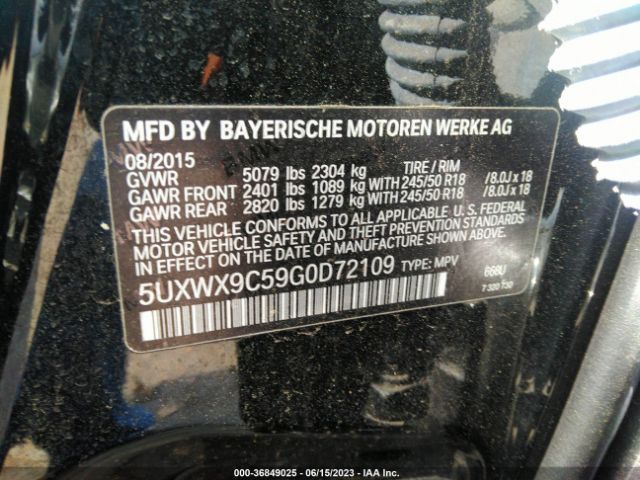 MFD BY BAYERISCHE MOTOREN WERKE AG
08/2015
GVWR 5079 lbs 2304 kg TIRE / RIM
GAWR FRONT 2401 lbs 1089 kg WITH 245/50 R18 / 8.0J x 18
GAWR REAR 2820 lbs 1279 kg WITH 245/50 R18 / 8.0J x 18
THIS VEHICLE CONFORMS TO ALL APPLICABLE U.S. FEDERAL
MOTOR VEHICLE SAFETY AND THEFT PREVENTION STANDARDS
IN EFFECT ON THE DATE OF MANUFACTURE SHOWN ABOVE.
5UXWX9C59G0D72109 TYPE: MPV 668U
T 320 730
000-36849025 - 06/15/2023 - IAA Inc.